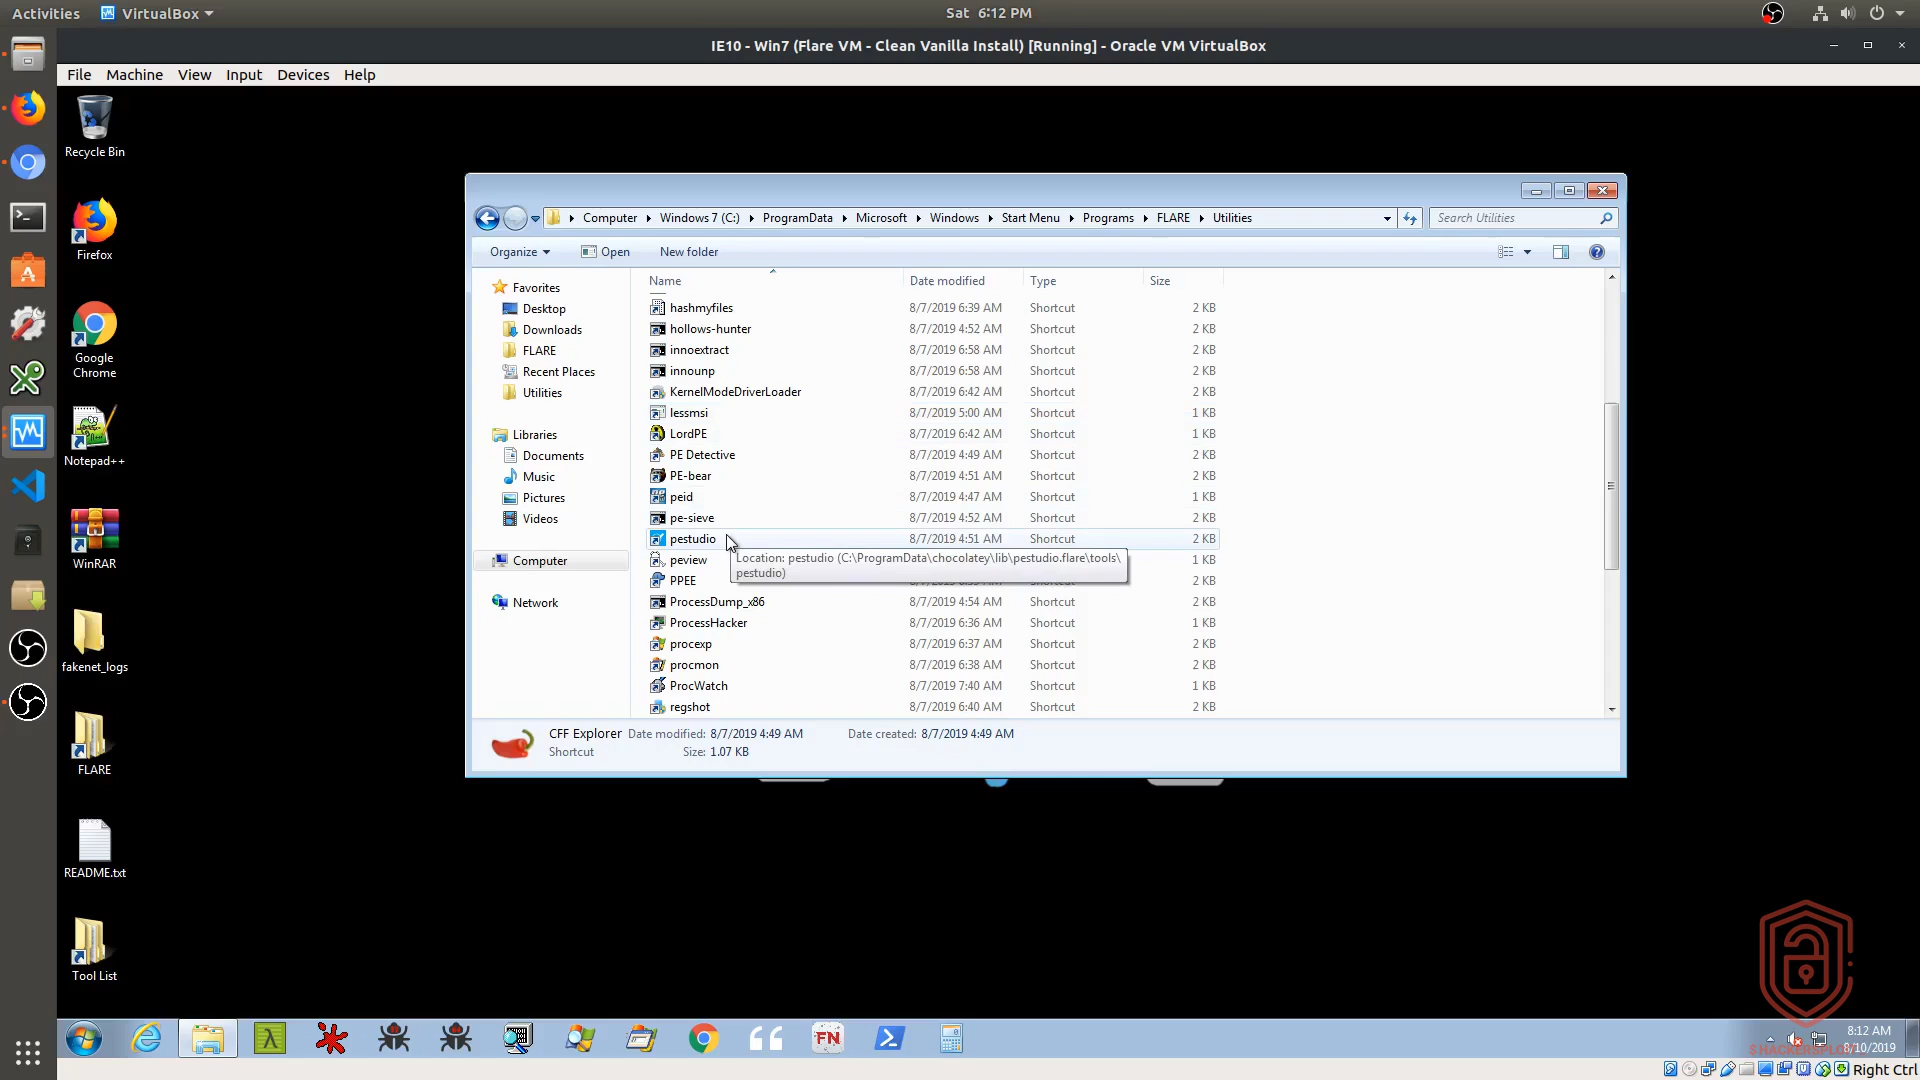 Activities
VirtualBox
Sat 6:12 PM
IE10 - Win7 (Flare VM - Clean Vanilla Install) [Running] - Oracle VM VirtualBox
File Machine View Input Devices Help
Recycle Bin
Firefox
Google
Chrome
Notepad++
WinRAR
fakenet_logs
FLARE
README.txt
Tool List
Computer Windows 7 (C:) ProgramData Microsoft Windows Start Menu Programs FLARE Utilities
Search Utilities
Organize Open New folder
Favorites
Desktop
Downloads
FLARE
Recent Places
Utilities
Libraries
Documents
Music
Pictures
Videos
Computer
Network
Name Date modified Type Size
hashmyfiles 8/7/2019 6:39 AM Shortcut 2 KB
hollows-hunter 8/7/2019 4:52 AM Shortcut 2 KB
innoextract 8/7/2019 6:58 AM Shortcut 2 KB
innounp 8/7/2019 6:58 AM Shortcut 2 KB
KernelModeDriverLoader 8/7/2019 6:42 AM Shortcut 2 KB
lessmsi 8/7/2019 5:00 AM Shortcut 1 KB
LordPE 8/7/2019 6:42 AM Shortcut 1 KB
PE Detective 8/7/2019 4:49 AM Shortcut 2 KB
PE-bear 8/7/2019 4:51 AM Shortcut 2 KB
peid 8/7/2019 4:47 AM Shortcut 1 KB
pe-sieve 8/7/2019 4:52 AM Shortcut 2 KB
pestudio 8/7/2019 4:51 AM Shortcut 2 KB
peview 1 KB
Location: pestudio (C:\ProgramData\chocolatey\lib\pestudio.flare\tools\
pestudio)
PPEE Shortcut 2 KB
ProcessDump_x86 8/7/2019 4:54 AM Shortcut 2 KB
ProcessHacker 8/7/2019 6:36 AM Shortcut 1 KB
procexp 8/7/2019 6:37 AM Shortcut 2 KB
procmon 8/7/2019 6:38 AM Shortcut 2 KB
ProcWatch 8/7/2019 7:40 AM Shortcut 1 KB
regshot 8/7/2019 6:40 AM Shortcut 2 KB
CFF Explorer Date modified: 8/7/2019 4:49 AM Date created: 8/7/2019 4:49 AM
Shortcut Size: 1.07 KB
FN
8:12 AM
8/10/2019
Right Ctrl